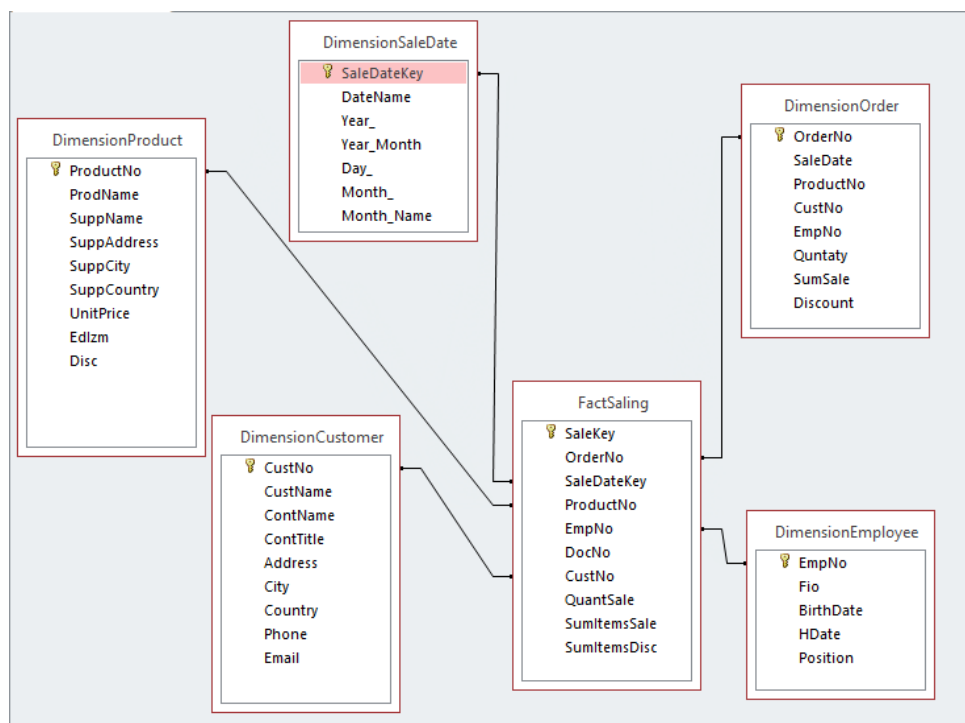 DimensionSaleDate
SaleDateKey
DateName
Year_
Year_Month
Day_
Month_
Month_Name
DimensionOrder
OrderNo
SaleDate
ProductNo
CustNo
EmpNo
Quntaty
SumSale
Discount
DimensionProduct
ProductNo
ProdName
SuppName
SuppAddress
SuppCity
SuppCountry
UnitPrice
EdIzm
Disc
DimensionCustomer
CustNo
CustName
ContName
ContTitle
Address
City
Country
Phone
Email
FactSaling
SaleKey
OrderNo
SaleDateKey
ProductNo
EmpNo
DocNo
CustNo
QuantSale
SumItemsSale
SumItemsDisc
DimensionEmployee
EmpNo
Fio
BirthDate
HDate
Position